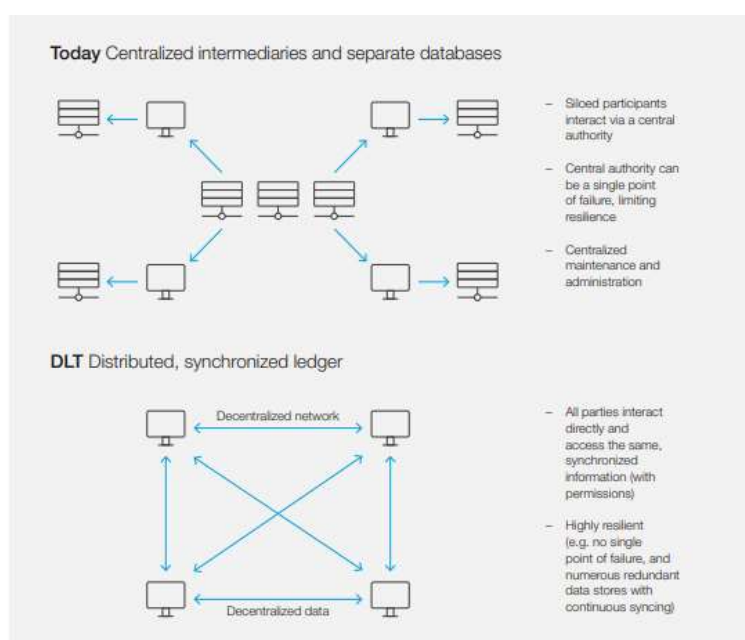 Today Centralized intermediaries and separate databases
– Siloed participants
interact via a central
authority
– Central authority can
be a single point
of failure, limiting
resilience
– Centralized
maintenance and
administration
DLT Distributed, synchronized ledger
Decentralized network
Decentralized data
– All parties interact
directly and
access the same,
synchronized
information (with
permissions)
– Highly resilient
(e.g. no single
point of failure, and
numerous redundant
data stores with
continuous syncing)